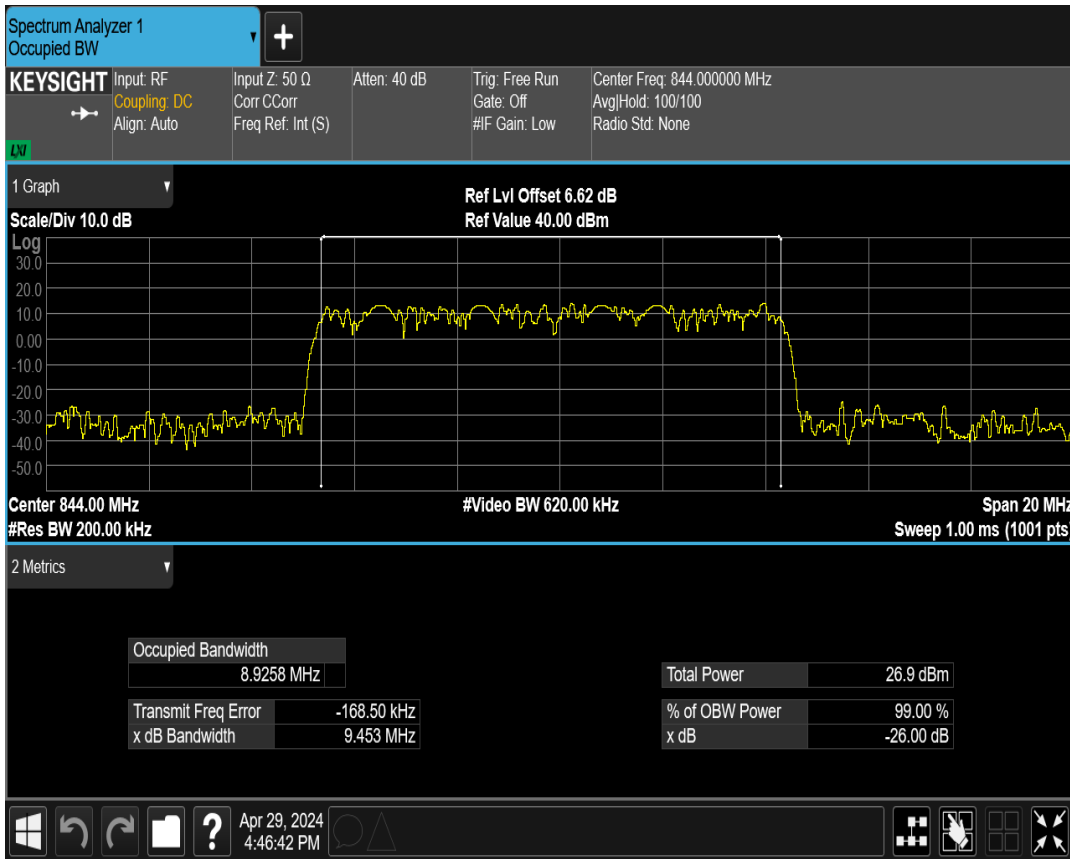 Spectrum Analyzer 1
Occupied BW
KEYSIGHT
LXI
Input: RF
Coupling: DC
Align: Auto
Input Z: 50 Ω
Corr CCorr
Freq Ref: Int (S)
Atten: 40 dB
Trig: Free Run
Gate: Off
#IF Gain: Low
Center Freq: 844.000000 MHz
Avg|Hold: 100/100
Radio Std: None
1 Graph
Ref Lvl Offset 6.62 dB
Scale/Div 10.0 dB
Ref Value 40.00 dBm
Log
30.0
20.0
10.0
0.00
-10.0
-20.0
-30.0
-40.0
-50.0
Center 844.00 MHz
#Video BW 620.00 kHz
Span 20 MHz
#Res BW 200.00 kHz
Sweep 1.00 ms (1001 pts)
2 Metrics
Occupied Bandwidth
8.9258 MHz
Total Power 26.9 dBm
Transmit Freq Error -168.50 kHz
% of OBW Power 99.00 %
x dB Bandwidth 9.453 MHz
x dB -26.00 dB
?
Apr 29, 2024
4:46:42 PM